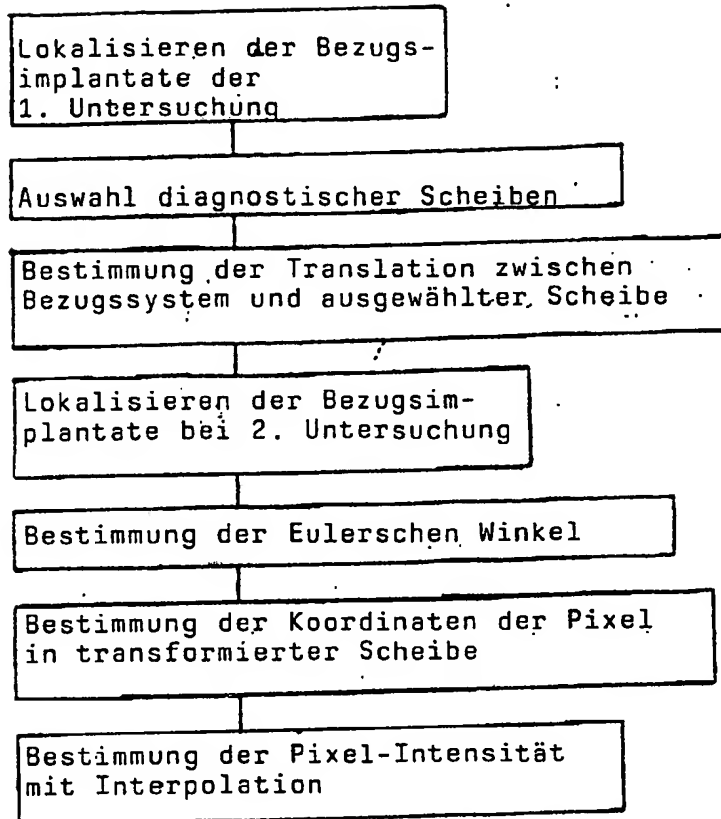 Lokalisieren der Bezugs-
implantate der
1. Untersuchung
Auswahl diagnostischer Scheiben
Bestimmung der Translation zwischen
Bezugssystem und ausgewählter Scheibe
Lokalisieren der Bezugsim-
plantate bei 2. Untersuchung
Bestimmung der Eulerschen Winkel
Bestimmung der Koordinaten der Pixel
in transformierter Scheibe
Bestimmung der Pixel-Intensität
mit Interpolation